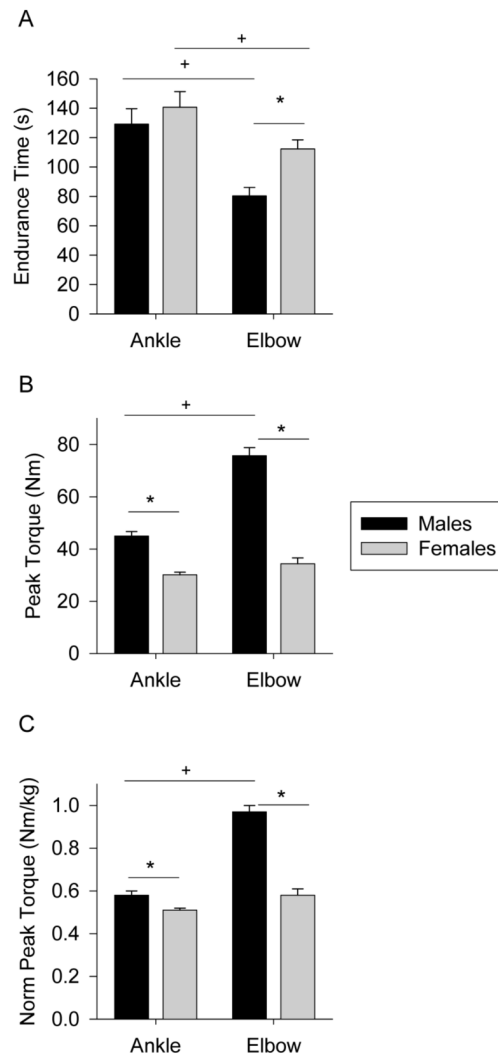 A
+
+
*
160
140
120
100
80
60
40
20
0
Endurance Time (s)
Ankle Elbow
B
+
*
*
80
60
40
20
0
Peak Torque (Nm)
Ankle Elbow
Males
Females
C
+
*
*
1.0
0.8
0.6
0.4
0.2
0.0
Norm Peak Torque (Nm/kg)
Ankle Elbow